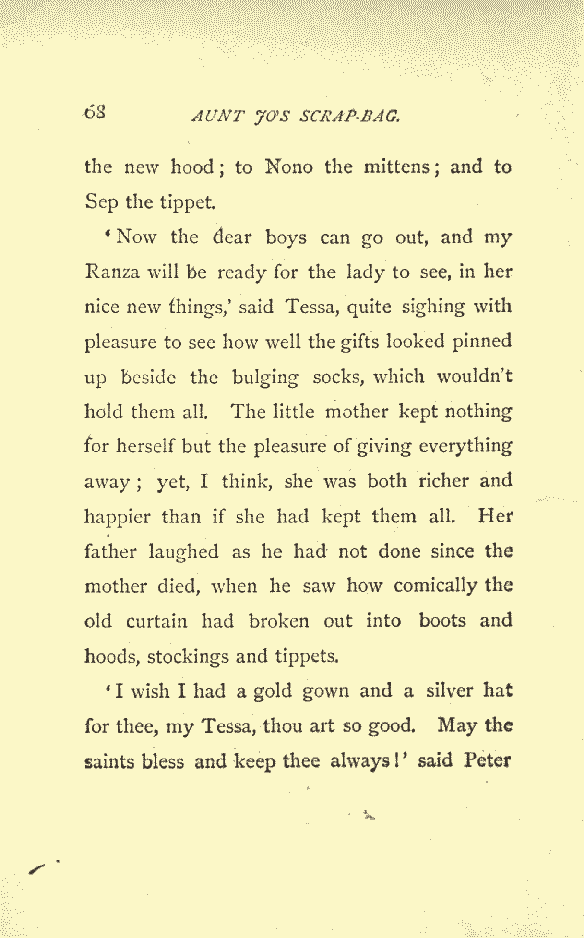 68 AUNT JO'S SCRAP-BAG.
the new hood; to Nono the mittens; and to
Sep the tippet.
‘Now the dear boys can go out, and my
Ranza will be ready for the lady to see, in her
nice new things,’ said Tessa, quite sighing with
pleasure to see how well the gifts looked pinned
up beside the bulging socks, which wouldn't
hold them all. The little mother kept nothing
for herself but the pleasure of giving everything
away; yet, I think, she was both richer and
happier than if she had kept them all. Her
father laughed as he had not done since the
mother died, when he saw how comically the
old curtain had broken out into boots and
hoods, stockings and tippets.
‘I wish I had a gold gown and a silver hat
for thee, my Tessa, thou art so good. May the
saints bless and keep thee always!’ said Peter